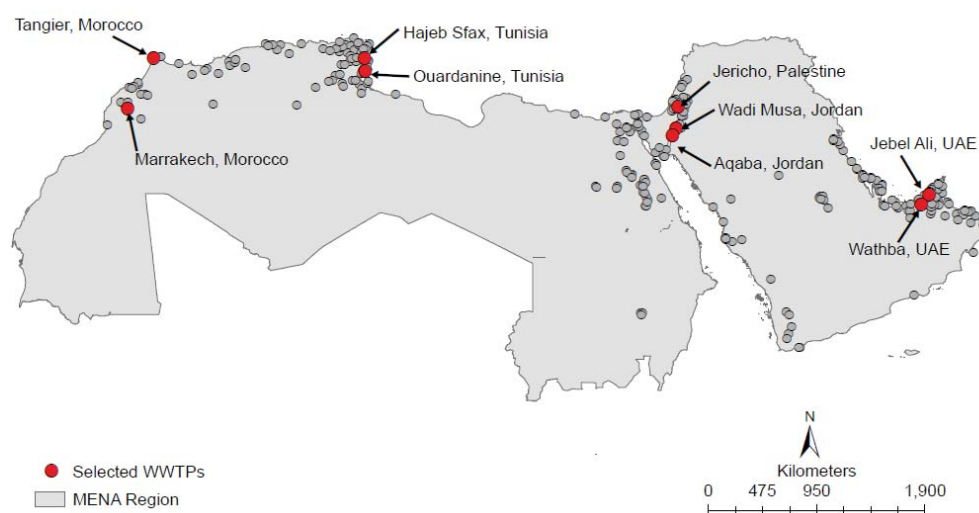 Tangier, Morocco
Hajeb Sfax, Tunisia
Ouardanine, Tunisia
Marrakech, Morocco
Jericho, Palestine
Wadi Musa, Jordan
Aqaba, Jordan
Jebel Ali, UAE
Wathba, UAE
Selected WWTPs
MENA Region
N
Kilometers
0 475 950 1,900